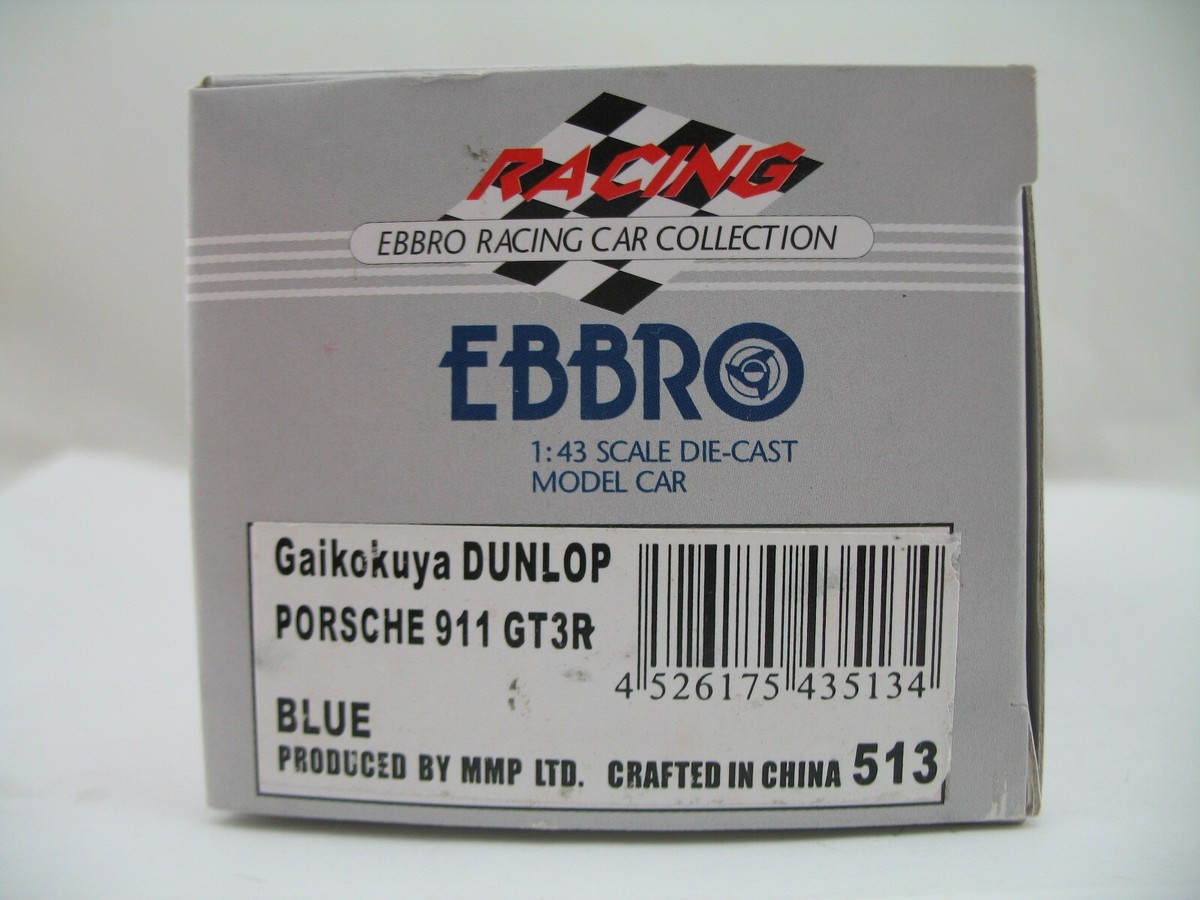 RACING
EBBRO RACING CAR COLLECTION
EBBRO
1:43 SCALE DIE-CAST
MODEL CAR
Gaikokuya DUNLOP
PORSCHE 911 GT3R
4 526175 435134
BLUE
PRODUCED BY MMP LTD. CRAFTED IN CHINA 513